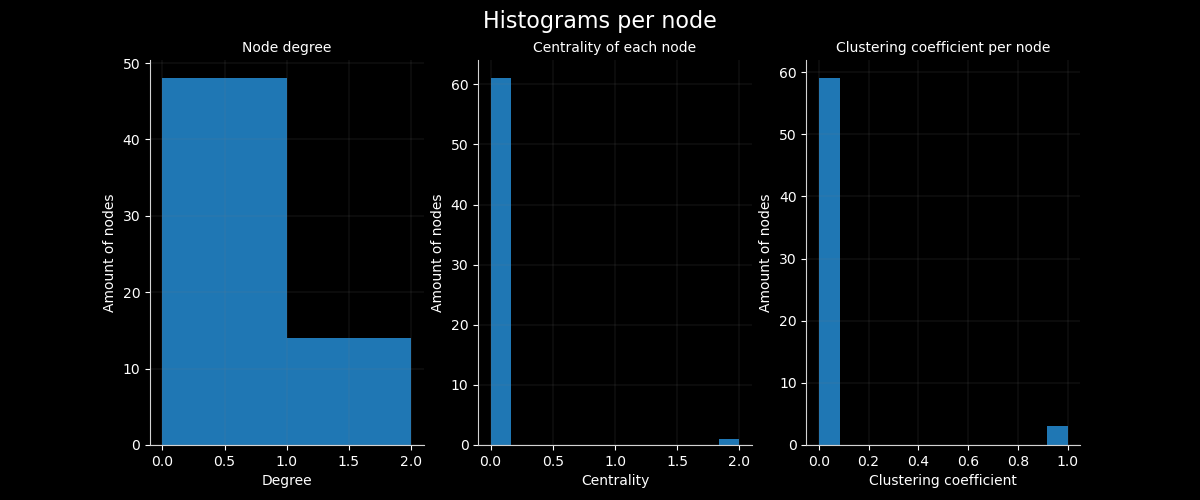 Histograms per node
Node degree
Amount of nodes
50
40
30
20
10
0
0.0 0.5 1.0 1.5 2.0
Degree
Centrality of each node
Amount of nodes
60
50
40
30
20
10
0
0.0 0.5 1.0 1.5 2.0
Centrality
Clustering coefficient per node
Amount of nodes
60
50
40
30
20
10
0
0.0 0.2 0.4 0.6 0.8 1.0
Clustering coefficient